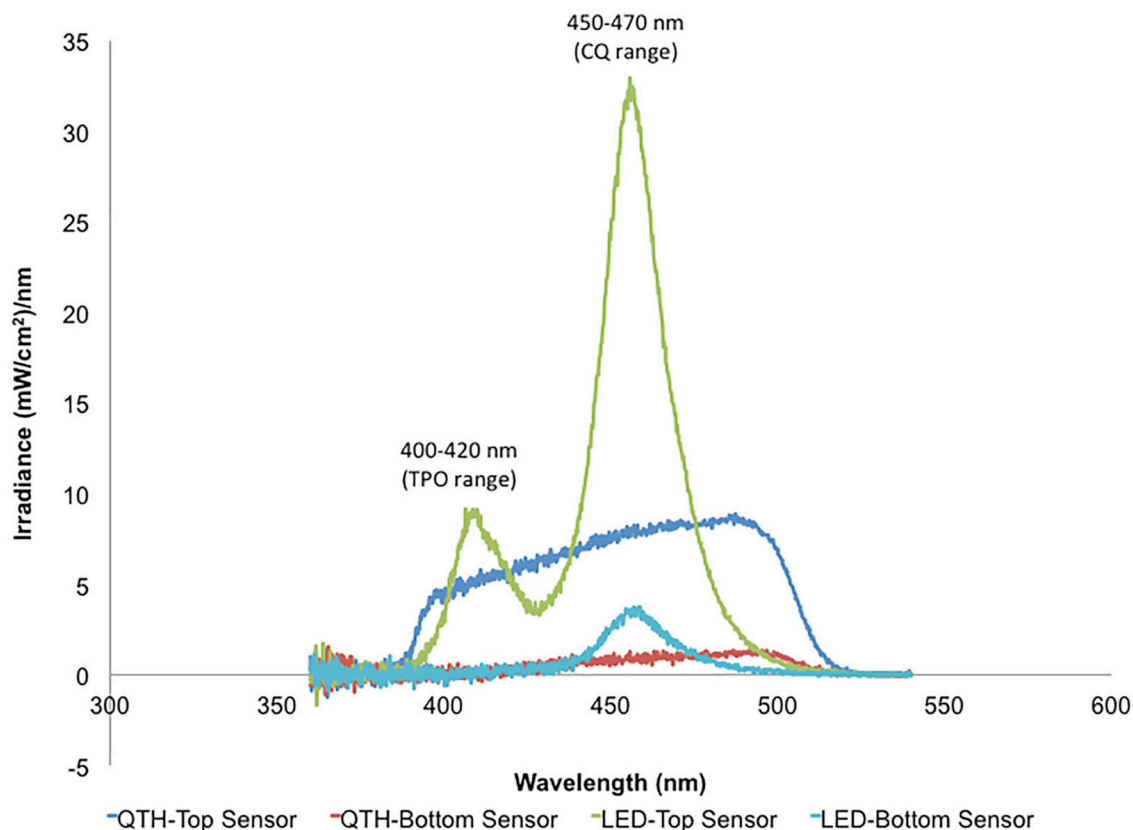 450-470 nm
(CQ range)
35
30
25
20
15
400-420 nm
(TPO range)
10
5
0
-5
300
350
400
450
500
550
600
Irradiance (mW/cm²)/nm
Wavelength (nm)
QTH-Top Sensor
QTH-Bottom Sensor
LED-Top Sensor
LED-Bottom Sensor